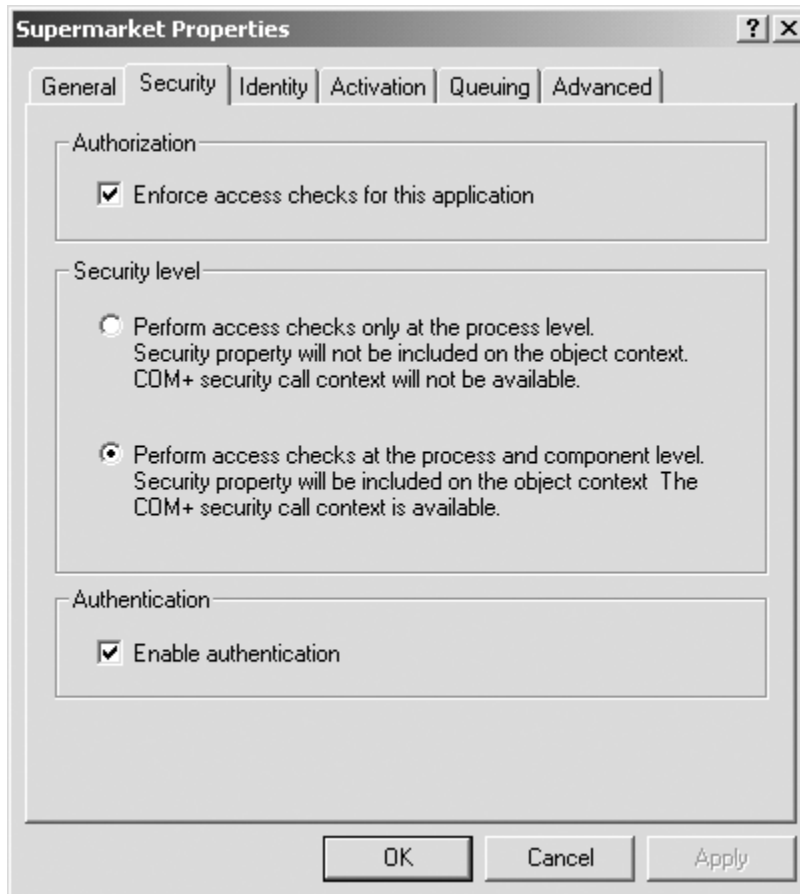 Supermarket Properties
General Security Identity Activation Queuing Advanced
Authorization
Enforce access checks for this application
Security level
Perform access checks only at the process level.
Security property will not be included on the object context.
COM+ security call context will not be available.
Perform access checks at the process and component level.
Security property will be included on the object context The
COM+ security call context is available.
Authentication
Enable authentication
OK Cancel Apply